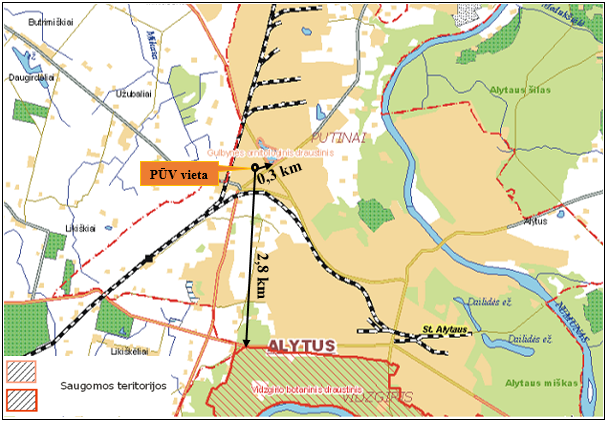 Butrimiškiai
Daugirdėliai
Užubaliai
Alytaus šilas
PUTINAI
Gulbynės ornitologinis draustinis
PŪV vieta
0,3 km
Likiškiai
Alytus
2,8 km
Dailidės ež.
NEMUNAS
St. Alytaus
Dailidės ež.
Likiškėliai
ALYTUS
Saugomos teritorijos
Vidzgirio botaninis draustinis
VIDZGIRIS
Alytaus miškas